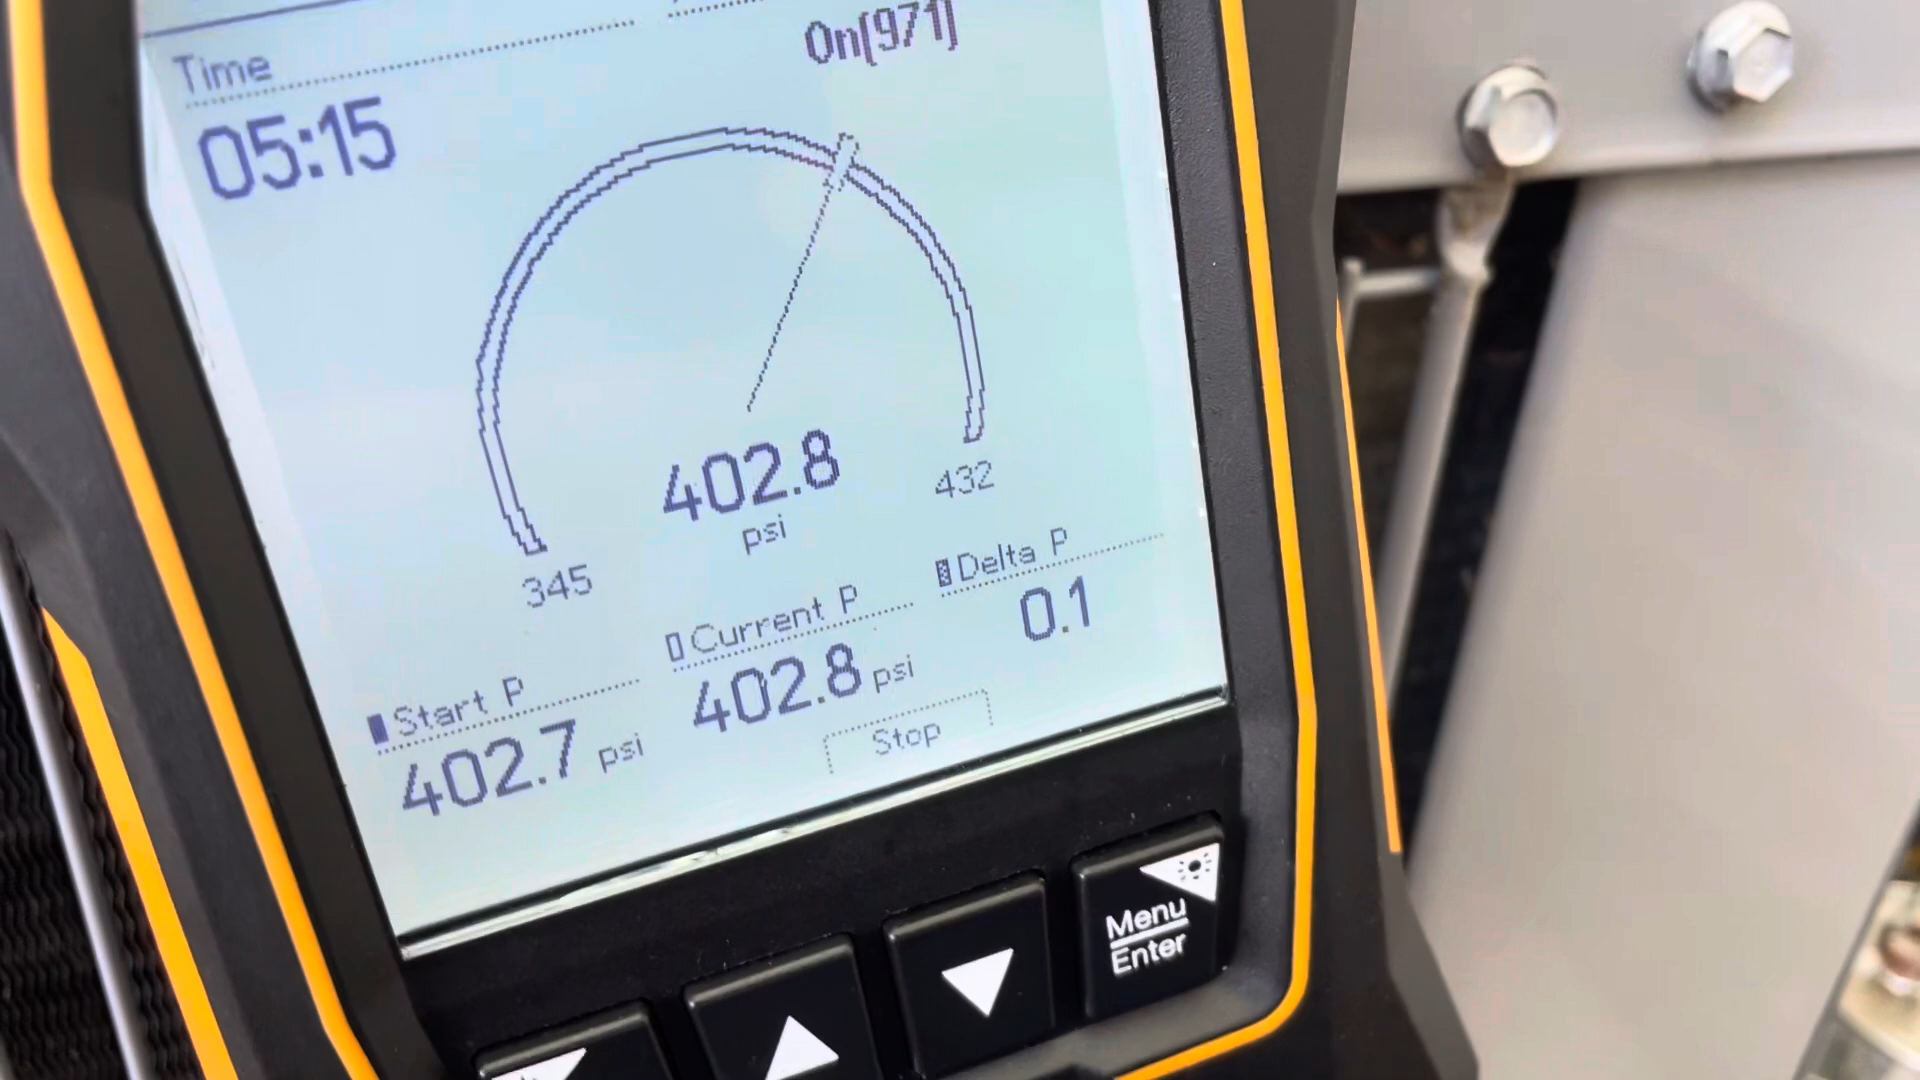 Time
05:15
On(971)
402.8
psi
345
432
Start P
402.7 psi
Current P
402.8 psi
Delta P
0.1
Stop
Menu
Enter